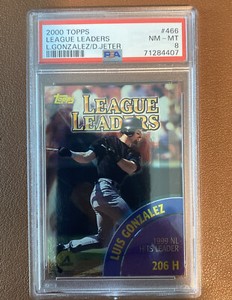 2000 TOPPS #466
LEAGUE LEADERS NM - MT
L.GONZALEZ/D.JETER 8
PSA 71284407
Topps
LEAGUE
LEADERS
LUIS GONZALEZ
1999 NL
HITS LEADER
206 H